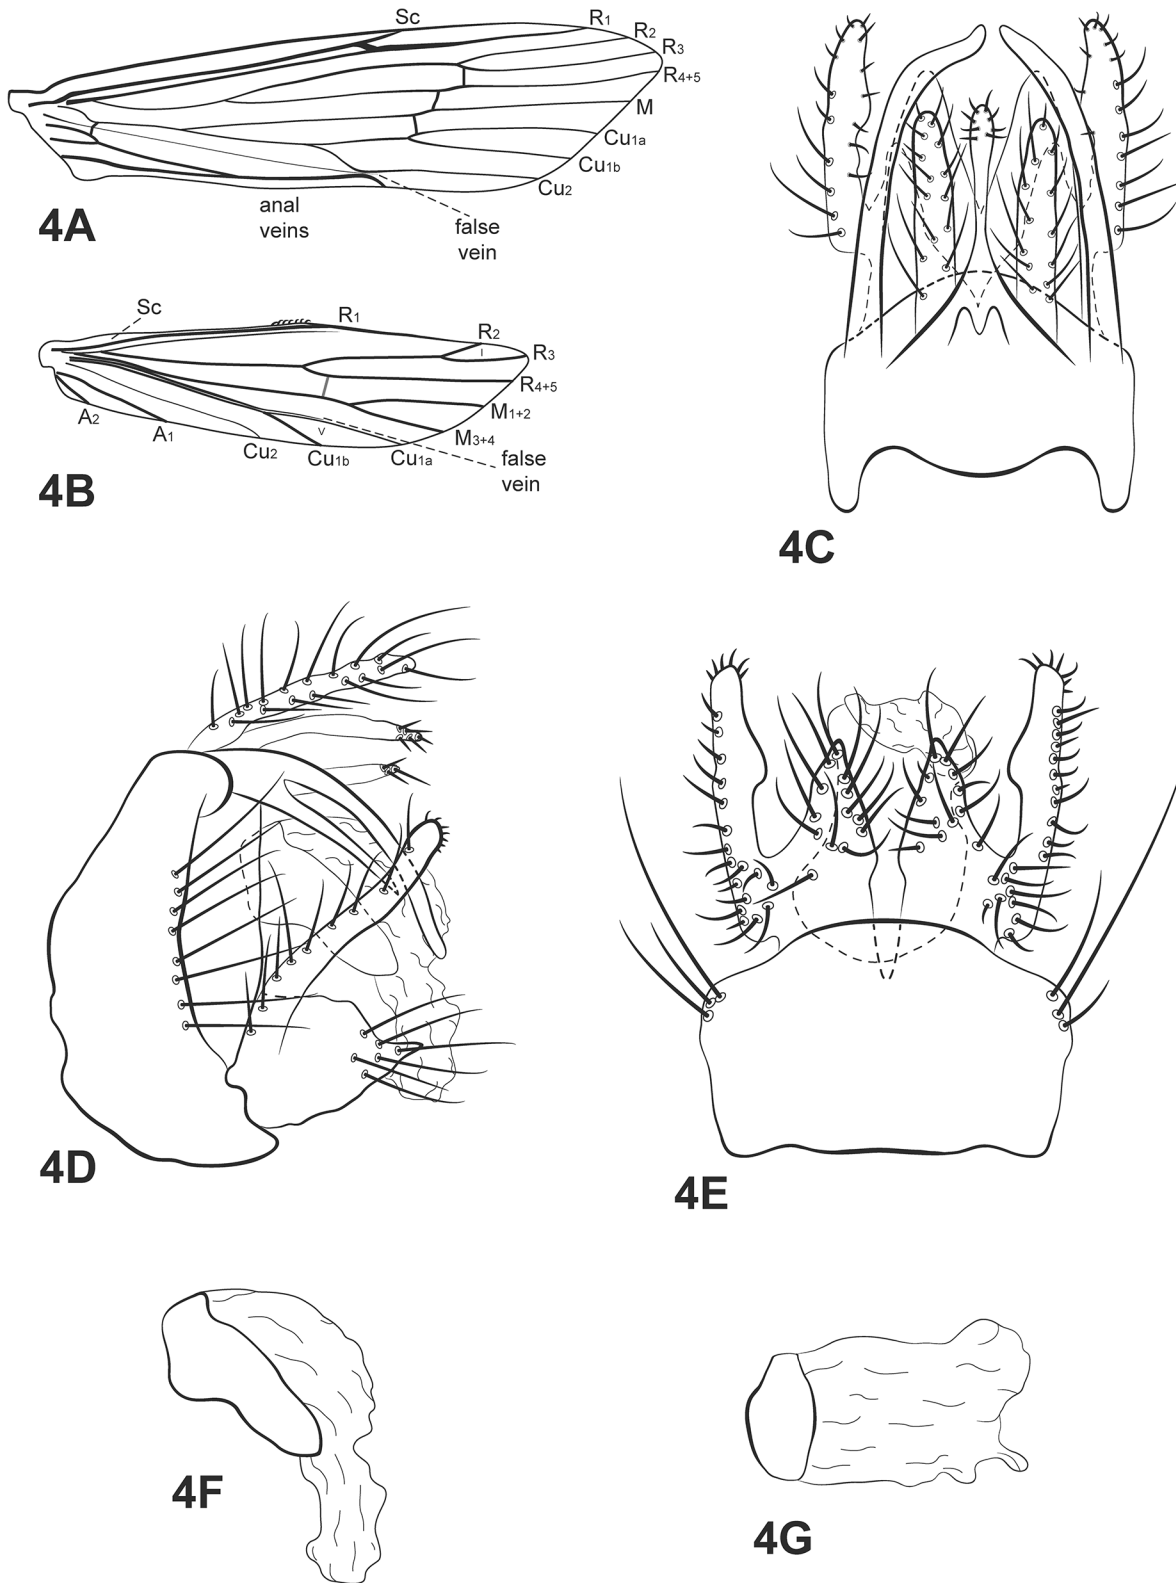 Sc
R1
R2
R3
R4+5
M
Cu1a
Cu1b
Cu2
anal
veins
false
vein
4A
Sc
R1
R2
R3
R4+5
M1+2
M3+4
Cu1a
Cu1b
Cu2
A1
A2
false
vein
4B
4C
4D
4E
4F
4G